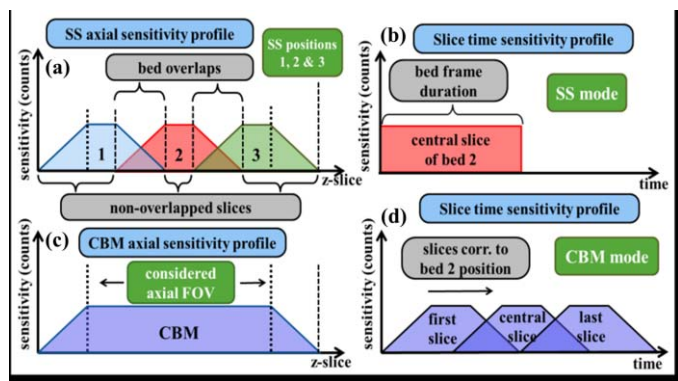 SS axial sensitivity profile
SS positions
1, 2 & 3
(a)
bed overlaps
sensitivity (counts)
1
2
3
z-slice
non-overlapped slices
(b)
Slice time sensitivity profile
bed frame
duration
SS mode
sensitivity (counts)
central slice
of bed 2
time
(c)
CBM axial sensitivity profile
considered
axial FOV
sensitivity (counts)
CBM
z-slice
(d)
Slice time sensitivity profile
slices corr. to
bed 2 position
CBM mode
sensitivity (counts)
first
slice
central
slice
last
slice
time